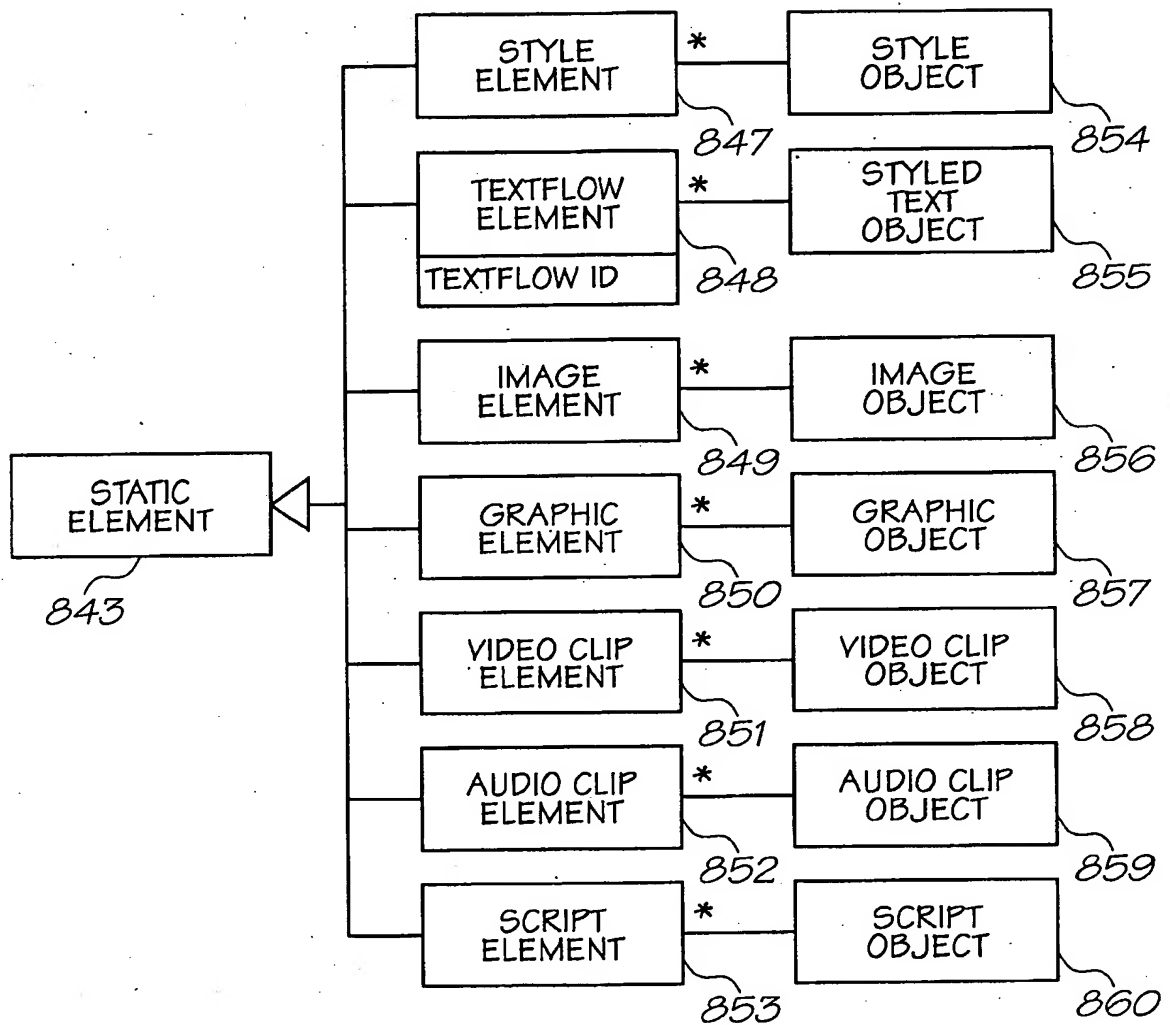 STYLE
ELEMENT
*
847
STYLE
OBJECT
854
TEXTFLOW
ELEMENT
TEXTFLOW ID
*
848
STYLED
TEXT
OBJECT
855
IMAGE
ELEMENT
*
849
IMAGE
OBJECT
856
STATIC
ELEMENT
843
GRAPHIC
ELEMENT
*
850
GRAPHIC
OBJECT
857
VIDEO CLIP
ELEMENT
*
851
VIDEO CLIP
OBJECT
858
AUDIO CLIP
ELEMENT
*
852
AUDIO CLIP
OBJECT
859
SCRIPT
ELEMENT
*
853
SCRIPT
OBJECT
860